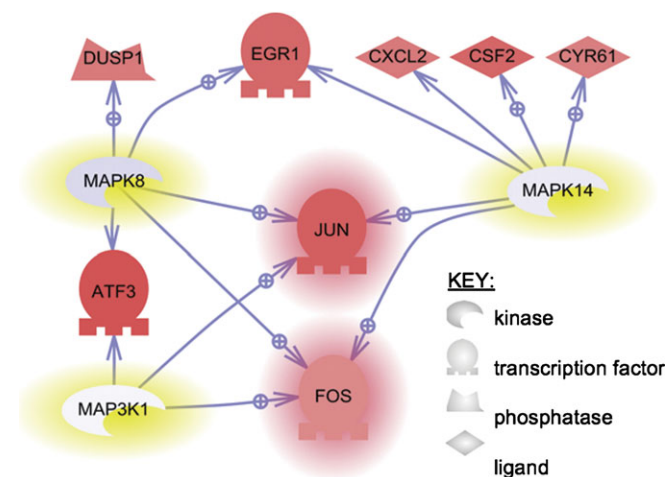 DUSP1
EGR1
CXCL2
CSF2
CYR61
MAPK8
MAPK14
JUN
ATF3
MAP3K1
FOS
KEY:
kinase
transcription factor
phosphatase
ligand